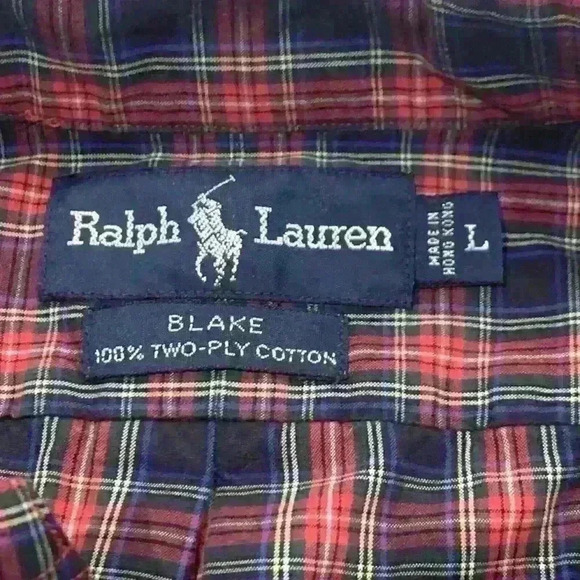 Ralph Lauren
MADE IN
HONG KONG
L
BLAKE
100% TWO-PLY COTTON